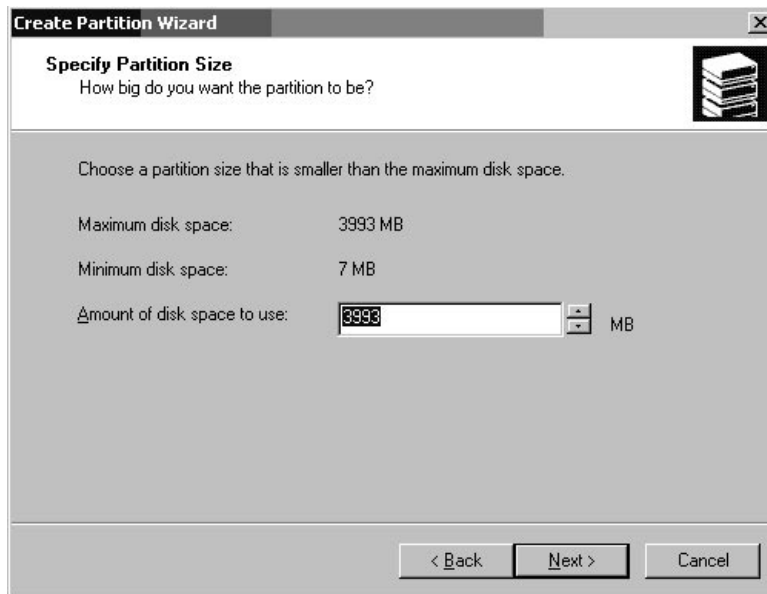 Create Partition Wizard
Specify Partition Size
How big do you want the partition to be?
Choose a partition size that is smaller than the maximum disk space.
Maximum disk space: 3993 MB
Minimum disk space: 7 MB
Amount of disk space to use: 3993 MB
< Back Next > Cancel